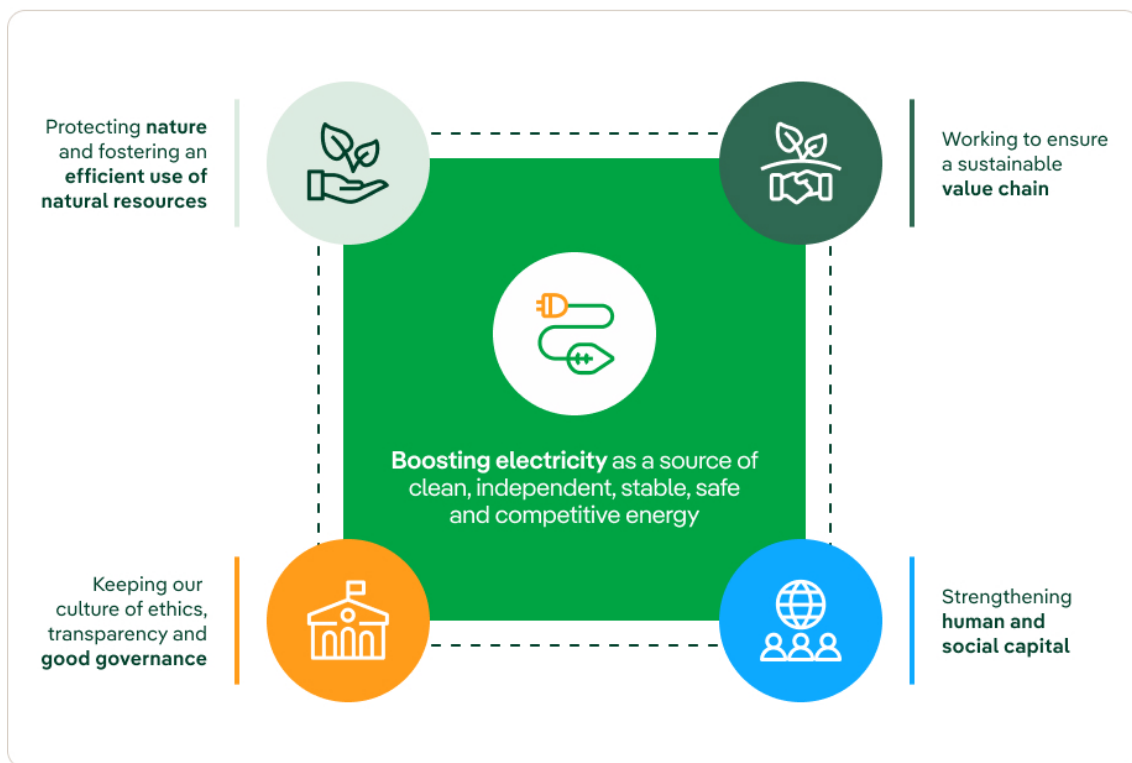 Protecting nature
and fostering an
efficient use of
natural resources
Working to ensure
a sustainable
value chain
Boosting electricity as a source of
clean, independent, stable, safe
and competitive energy
Keeping our
culture of ethics,
transparency and
good governance
Strengthening
human and
social capital